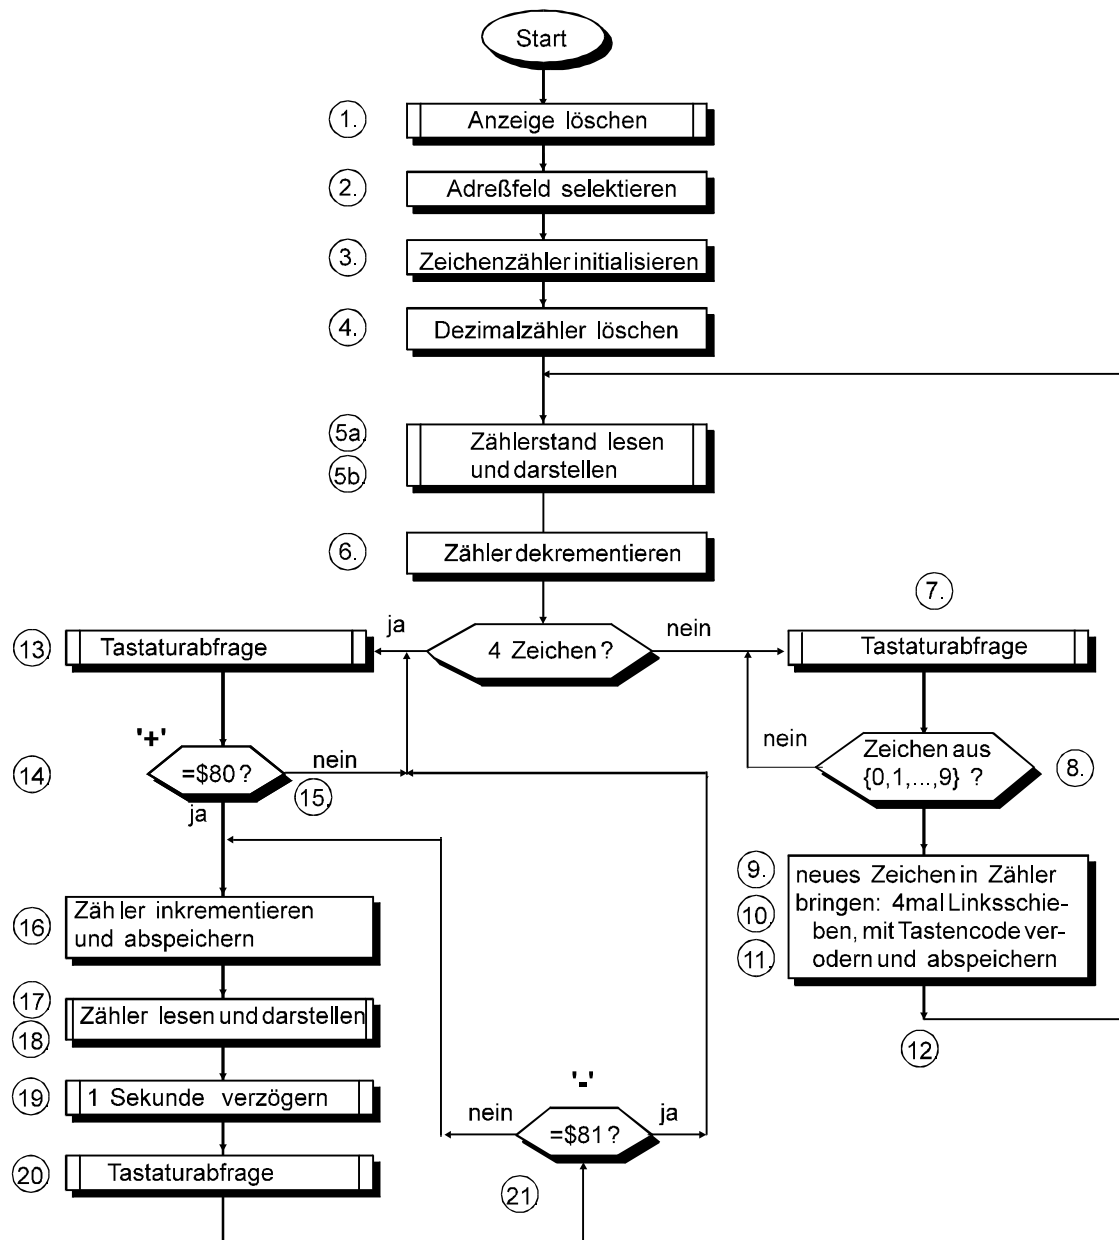 Start
1. Anzeige löschen
2. Adreßfeld selektieren
3. Zeichenzähler initialisieren
4. Dezimalzähler löschen
5a. Zählerstand lesen
5b. und darstellen
6. Zähler dekrementieren
7.
13 Tastaturabfrage
ja
4 Zeichen ?
nein
Tastaturabfrage
'+'
14 =$80 ?
nein
15.
ja
nein
Zeichen aus
{0,1,...,9} ?
8.
9. neues Zeichen in Zähler
10 bringen: 4mal Linksschie-
ben, mit Tastencode ver-
11. odern und abspeichern
12.
16 Zähler inkrementieren
und abspeichern
17 Zähler lesen und darstellen
18.
19 1 Sekunde verzögern
20. Tastaturabfrage
'-'
nein
=$81 ?
ja
21.